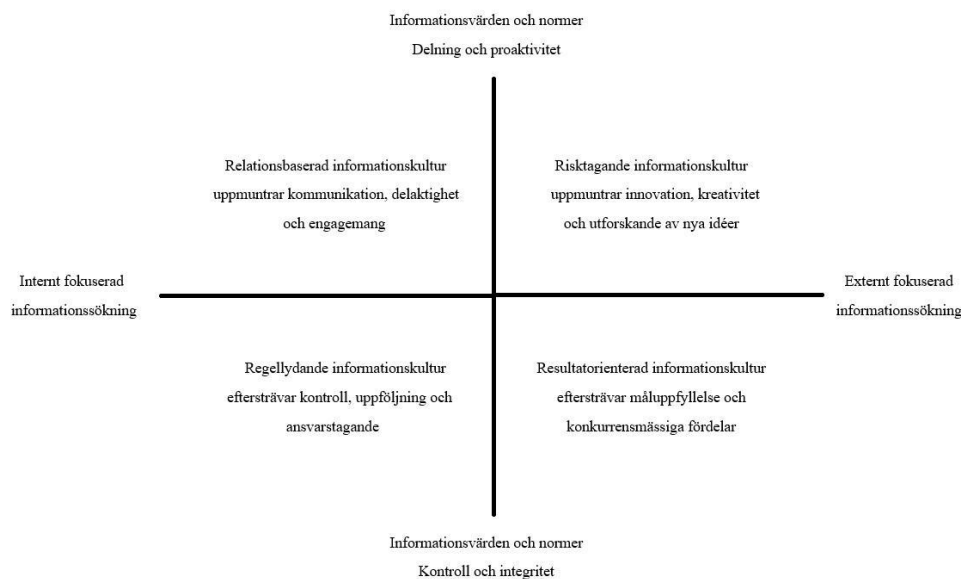 Informationsvärden och normer
Delning och proaktivitet
Relationsbaserad informationskultur
uppmuntrar kommunikation, delaktighet
och engagemang
Risktagande informationskultur
uppmuntrar innovation, kreativitet
och utforskande av nya idéer
Internt fokuserad
informationssökning
Externt fokuserad
informationssökning
Regellydande informationskultur
eftersträvar kontroll, uppföljning och
ansvarstagande
Resultatorienterad informationskultur
eftersträvar måluppfyllelse och
konkurrensmässiga fördelar
Informationsvärden och normer
Kontroll och integritet